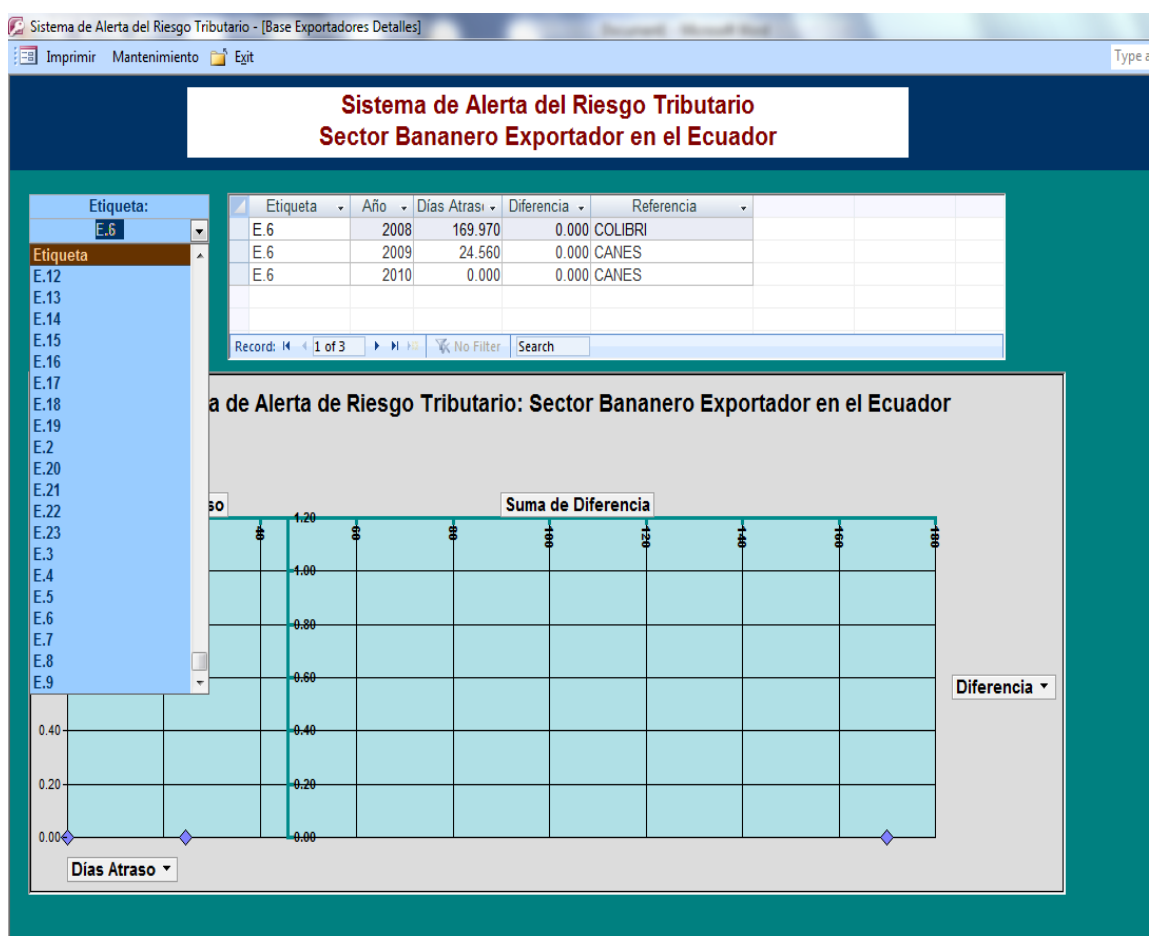 Sistema de Alerta del Riesgo Tributario - [Base Exportadores Detalles]
Imprimir Mantenimiento Exit Type a
Sistema de Alerta del Riesgo Tributario
Sector Bananero Exportador en el Ecuador
Etiqueta:
E.6
Etiqueta
E.12
E.13
E.14
E.15
E.16
E.17
E.18
E.19
E.2
E.20
E.21
E.22
E.23
E.3
E.4
E.5
E.6
E.7
E.8
E.9
Etiqueta Año Días Atras Diferencia Referencia
E.6 2008 169.970 0.000 COLIBRI
E.6 2009 24.560 0.000 CANES
E.6 2010 0.000 0.000 CANES
Record: 1 of 3 No Filter Search
a de Alerta de Riesgo Tributario: Sector Bananero Exportador en el Ecuador
so Suma de Diferencia
40 60 80 100 120 140 160 180
1.20
1.00
0.80
0.60
Diferencia
0.40 0.40
0.20 0.20
0.00 0.00
Días Atraso